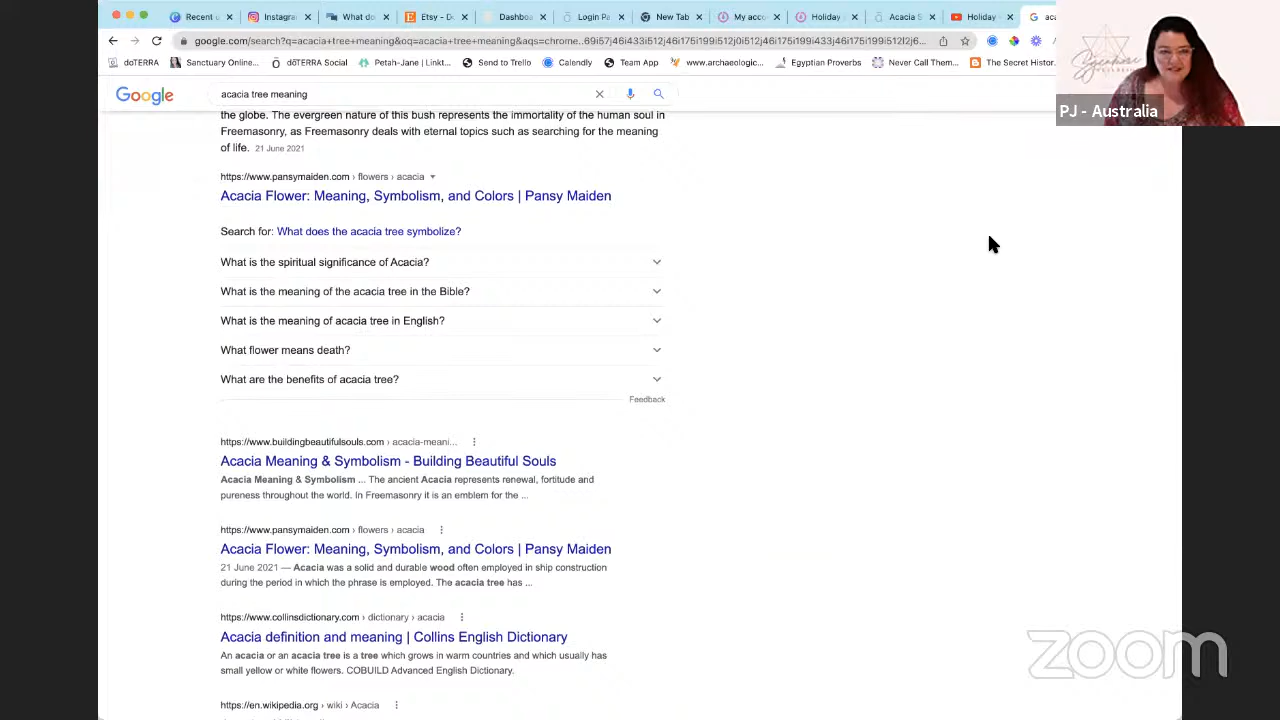 Redeem you
Sanctuary
What do
Etsy - D
Dashboa
Login Pa
New Tab
My acco
Holiday
Acacia S
Holiday
ac
google.com/search?q=acacia+tree+meaning&oq=acacia+tree+meaning&aqs=chrome..69i57j46i175i199i512j0i512j46i175i199i433j46i175i199i512l2j6...
dōTERRA
Sanctuary Online...
dōTERRA Social
Petah-Jane | Linkt...
Send to Trello
Calendly
Team App
www.archaeologic...
Egyptian Proverbs
Never Call Them...
The Secret Histor
Google
acacia tree meaning
PJ - Australia
the globe. The evergreen nature of this bush represents the immortality of the human soul in
Freemasonry, as Freemasonry deals with eternal topics such as searching for the meaning
of life. 21 June 2021
https://www.pansymaiden.com › flowers › acacia
Acacia Flower: Meaning, Symbolism, and Colors | Pansy Maiden
Search for: What does the acacia tree symbolize?
What is the spiritual significance of Acacia?
What is the meaning of the acacia tree in the Bible?
What is the meaning of acacia tree in English?
What flower means death?
What are the benefits of acacia tree?
Feedback
https://www.buildingbeautifulsouls.com › acacia-meani...
Acacia Meaning & Symbolism - Building Beautiful Souls
Acacia Meaning & Symbolism ... The ancient Acacia represents renewal, fortitude and
pureness throughout the world. In Freemasonry it is an emblem for the ...
https://www.pansymaiden.com › flowers › acacia
Acacia Flower: Meaning, Symbolism, and Colors | Pansy Maiden
21 June 2021 — Acacia was a solid and durable wood often employed in ship construction
during the period in which the phrase is employed. The acacia tree has ...
https://www.collinsdictionary.com › dictionary › acacia
Acacia definition and meaning | Collins English Dictionary
An acacia or an acacia tree is a tree which grows in warm countries and which usually has
small yellow or white flowers. COBUILD Advanced English Dictionary.
https://en.wikipedia.org › wiki › Acacia
zoom